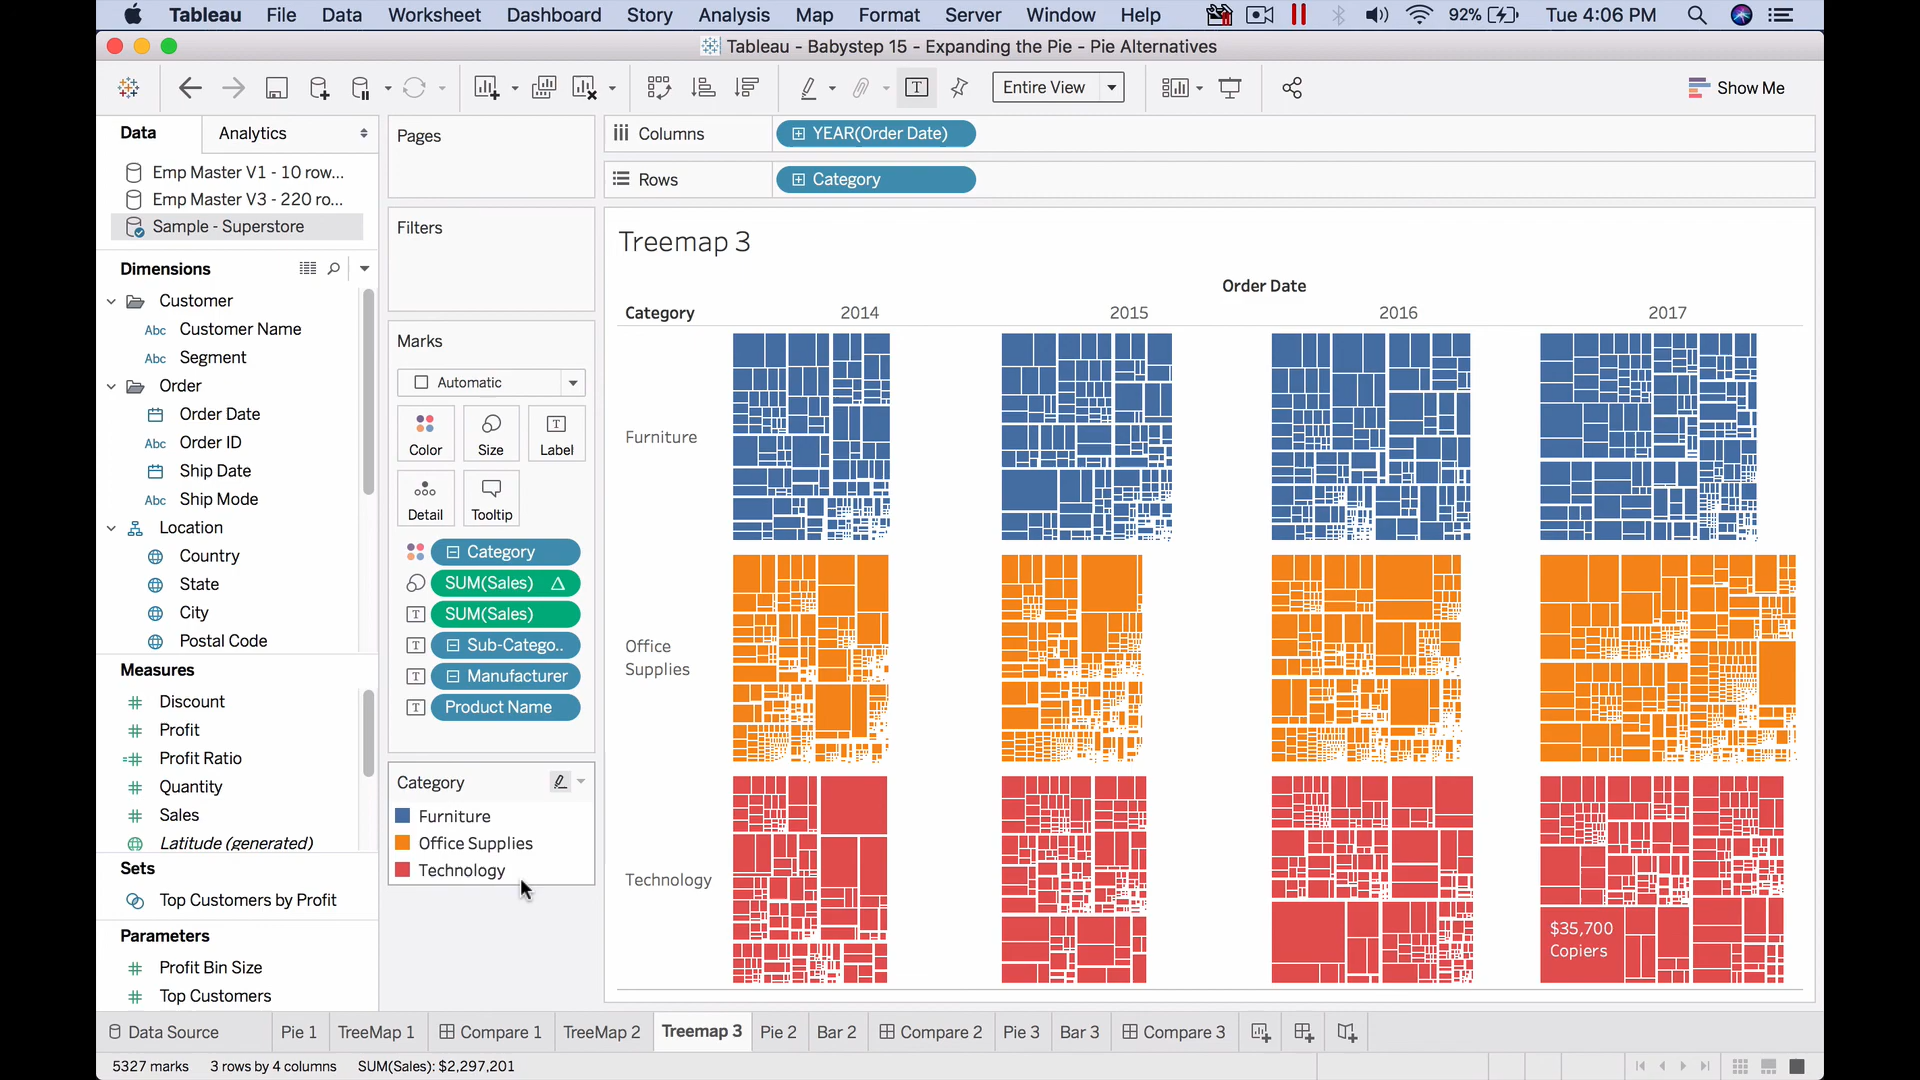 Tableau File Data Worksheet Dashboard Story Analysis Map Format Server Window Help 92% Tue 4:06 PM
Tableau - Babystep 15 - Expanding the Pie - Pie Alternatives
Entire View Show Me
Data Analytics
Emp Master V1 - 10 row...
Emp Master V3 - 220 ro...
Sample - Superstore
Dimensions
Customer
Abc Customer Name
Abc Segment
Order
Order Date
Abc Order ID
Ship Date
Abc Ship Mode
Location
Country
State
City
Postal Code
Measures
Discount
Profit
Profit Ratio
Quantity
Sales
Latitude (generated)
Sets
Top Customers by Profit
Parameters
Profit Bin Size
Top Customers
Pages
Filters
Marks
Automatic
Color Size Label
Detail Tooltip
Category
SUM(Sales)
SUM(Sales)
Sub-Catego..
Manufacturer
Product Name
Category
Furniture
Office Supplies
Technology
Columns YEAR(Order Date)
Rows Category
Treemap 3
Order Date
Category 2014 2015 2016 2017
Furniture
Office
Supplies
Technology
$35,700
Copiers
Data Source Pie 1 TreeMap 1 Compare 1 TreeMap 2 Treemap 3 Pie 2 Bar 2 Compare 2 Pie 3 Bar 3 Compare 3
5327 marks 3 rows by 4 columns SUM(Sales): $2,297,201